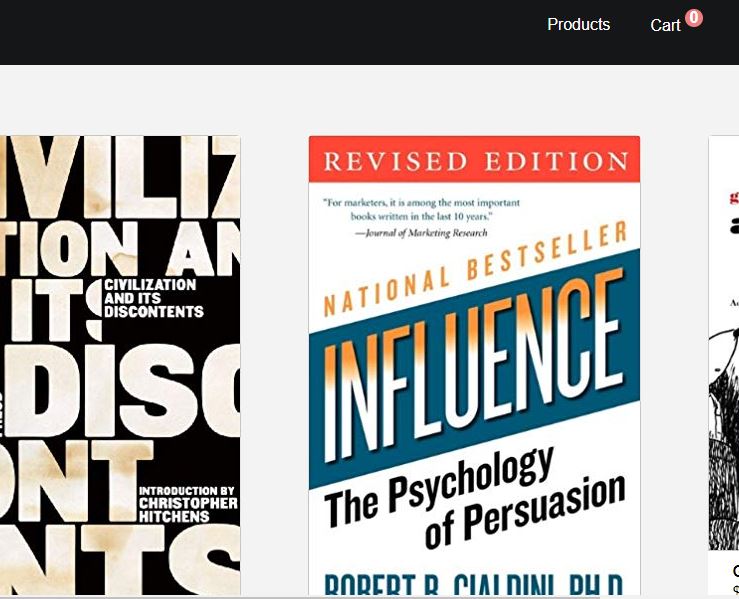 Products
Cart 0
IVILIZ
TION AN
ITS
CIVILIZATION
AND ITS
DISCONTENTS
DISC
ONT
INTRODUCTION BY
CHRISTOPHER
HITCHENS
NTS
REVISED EDITION
"For marketers, it is among the most important
books written in the last 10 years."
—Journal of Marketing Research
NATIONAL BESTSELLER
INFLUENCE
The Psychology
of Persuasion
ROBERT B. CIALDINI, PH.D.
g
a
$